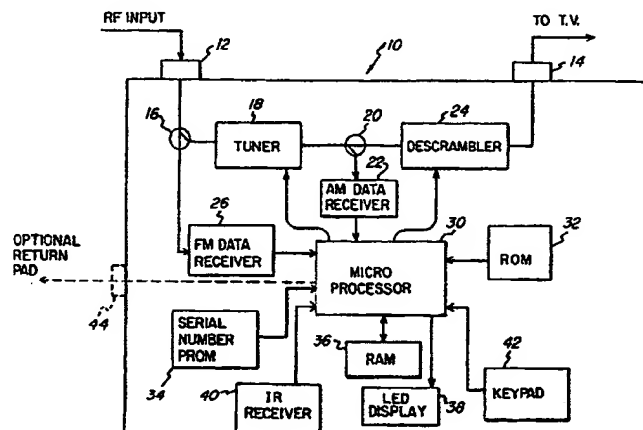 RF INPUT
12
10
TO T.V.
14
16
18
TUNER
20
24
DESCRAMBLER
22
AM DATA
RECEIVER
26
FM DATA
RECEIVER
30
MICRO
PROCESSOR
32
ROM
OPTIONAL
RETURN
PAD
44
SERIAL
NUMBER
PROM
34
36
RAM
42
KEYPAD
40
IR
RECEIVER
LED
DISPLAY
38